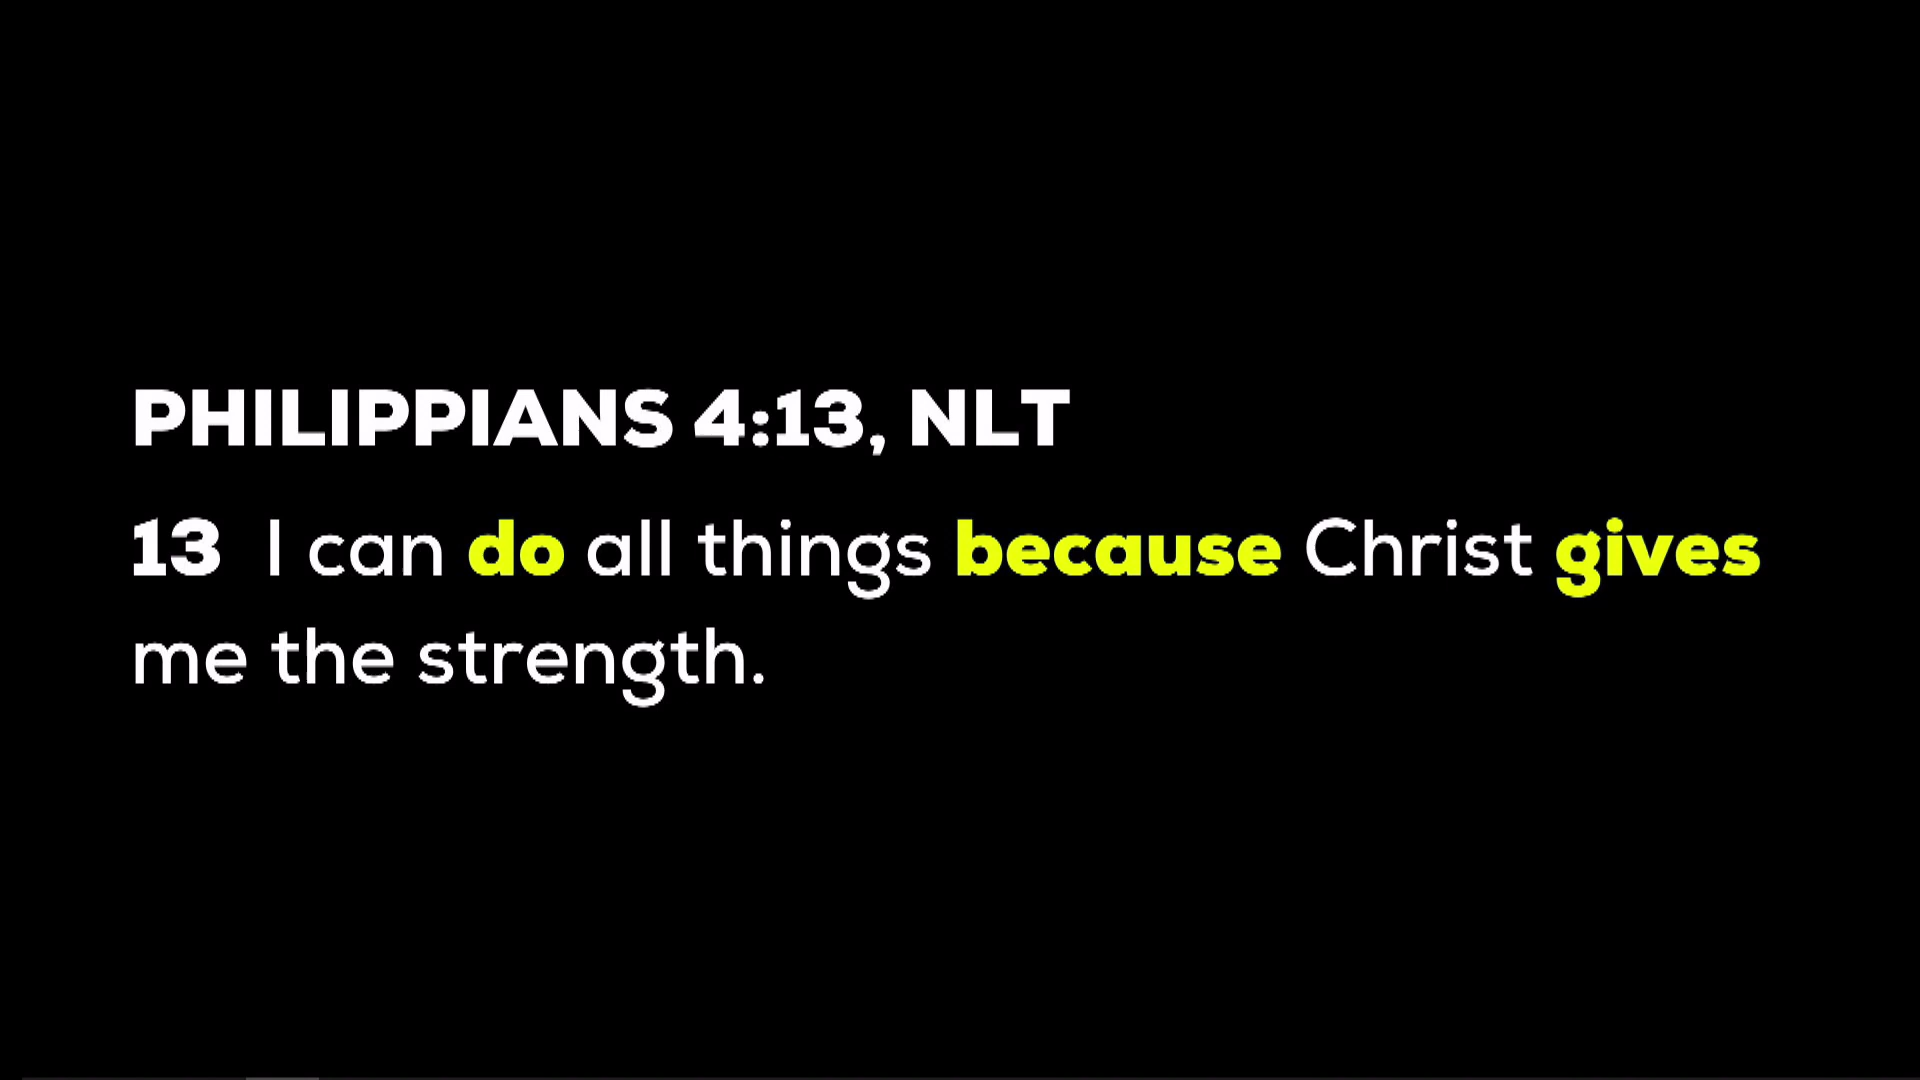 PHILIPPIANS 4:13, NLT
13 I can do all things because Christ gives
me the strength.